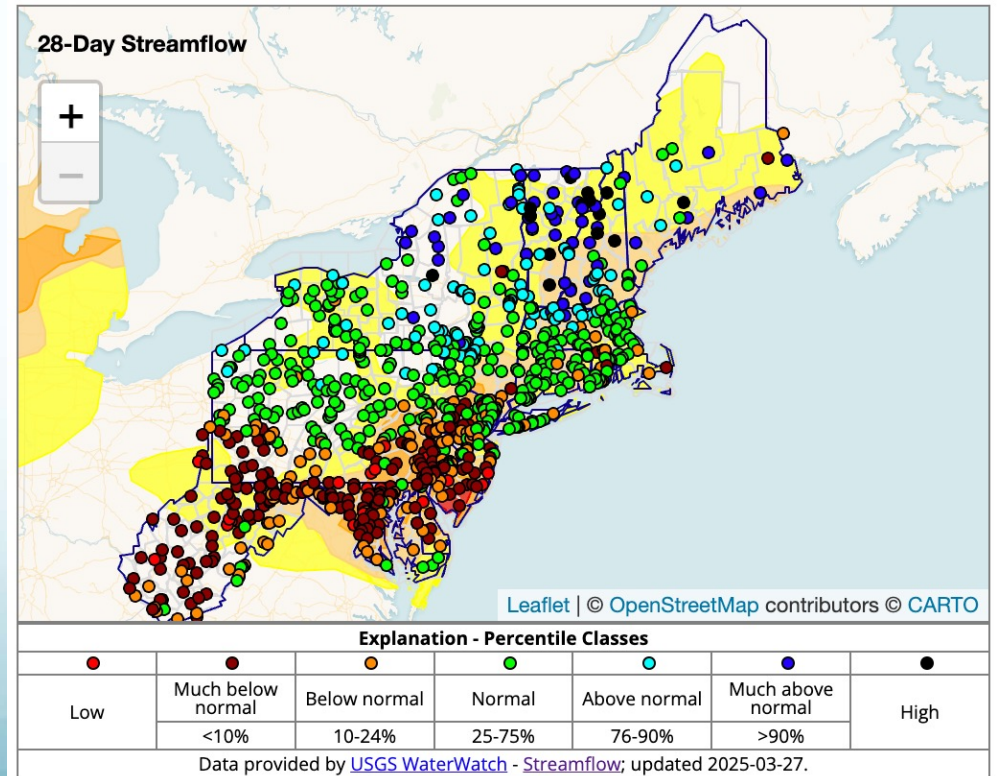 28-Day Streamflow
+
−
Leaflet | © OpenStreetMap contributors © CARTO
Explanation - Percentile Classes
Low
Much below normal
Below normal
Normal
Above normal
Much above normal
High
<10%
10-24%
25-75%
76-90%
>90%
Data provided by USGS WaterWatch - Streamflow; updated 2025-03-27.